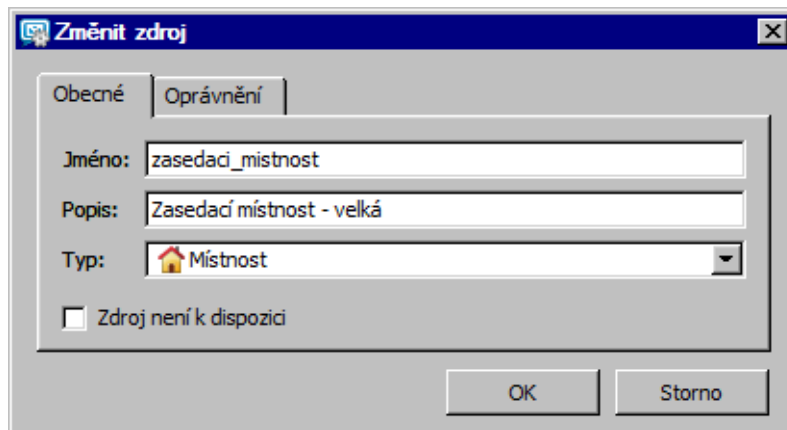 Změnit zdroj
Obecné Oprávnění
Jméno: zasedaci_mistnost
Popis: Zasedací místnost - velká
Typ: Místnost
Zdroj není k dispozici
OK Storno